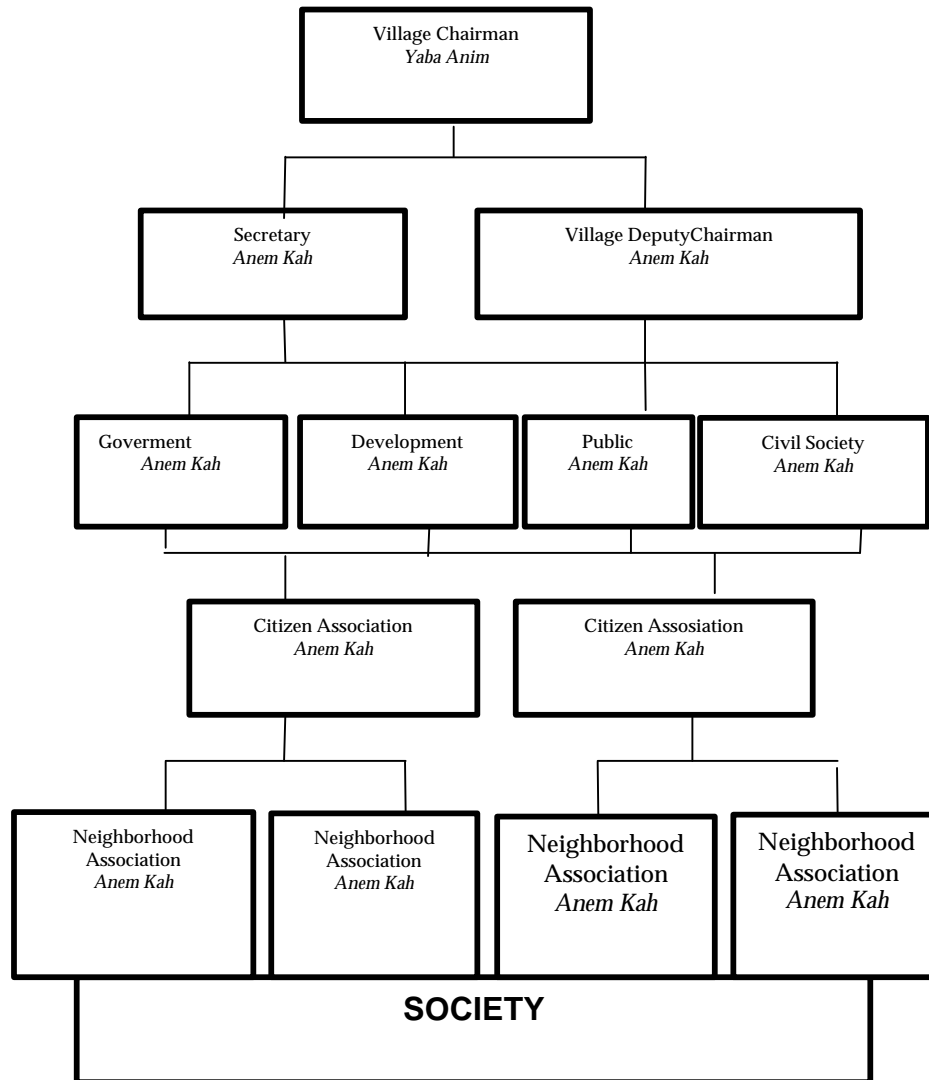 Village Chairman
Yaba Anim
Secretary
Anem Kah
Village DeputyChairman
Anem Kah
Goverment
Anem Kah
Development
Anem Kah
Public
Anem Kah
Civil Society
Anem Kah
Citizen Association
Anem Kah
Citizen Assosiation
Anem Kah
Neighborhood
Association
Anem Kah
Neighborhood
Association
Anem Kah
Neighborhood
Association
Anem Kah
Neighborhood
Association
Anem Kah
SOCIETY